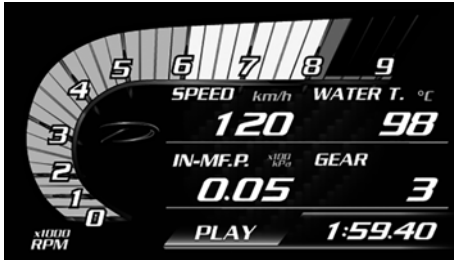 0 1 2 3 4 5 6 7 8 9
x1000
RPM
SPEED km/h
120
WATER T. °C
98
IN-MF.P. x100 kPa
0.05
GEAR
3
PLAY
1:59.40